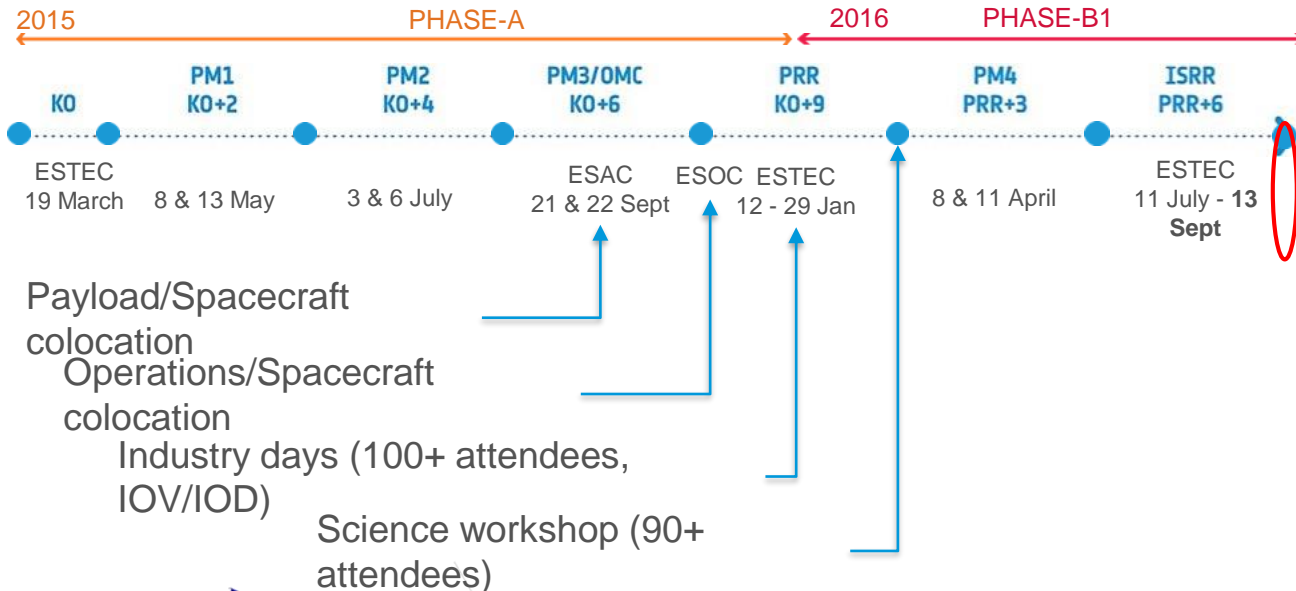 2015 PHASE-A 2016 PHASE-B1
KO
PM1
KO+2
PM2
KO+4
PM3/OMC
KO+6
PRR
KO+9
PM4
PRR+3
ISRR
PRR+6
ESTEC
19 March
8 & 13 May
3 & 6 July
ESAC
21 & 22 Sept
ESOC
ESTEC
12 - 29 Jan
8 & 11 April
ESTEC
11 July - 13
Sept
Payload/Spacecraft
colocation
Operations/Spacecraft
colocation
Industry days (100+ attendees,
IOV/IOD)
Science workshop (90+
attendees)